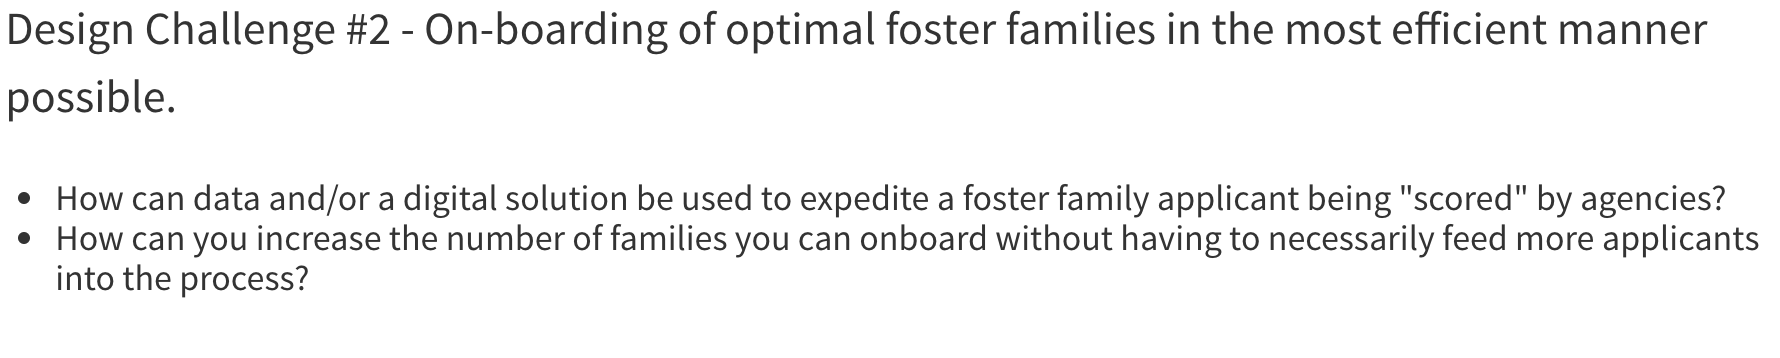 Design Challenge #2 - On-boarding of optimal foster families in the most efficient manner
possible.
• How can data and/or a digital solution be used to expedite a foster family applicant being "scored" by agencies?
• How can you increase the number of families you can onboard without having to necessarily feed more applicants
into the process?